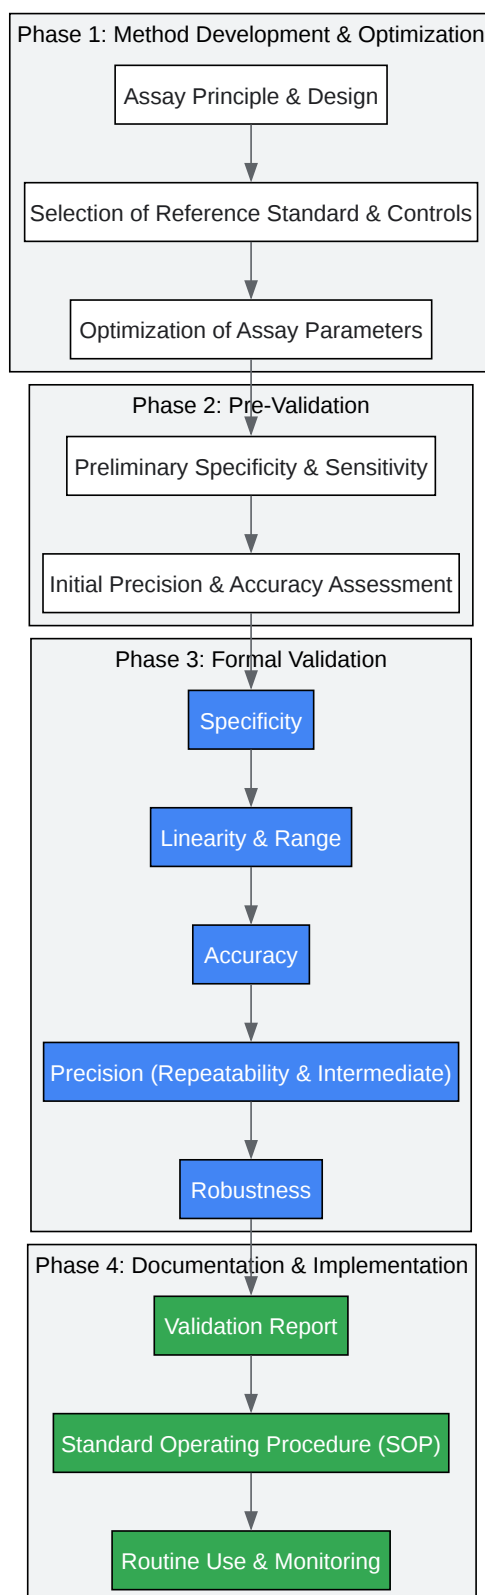 Phase 1: Method Development & Optimization
Assay Principle & Design
Selection of Reference Standard & Controls
Optimization of Assay Parameters
Phase 2: Pre-Validation
Preliminary Specificity & Sensitivity
Initial Precision & Accuracy Assessment
Phase 3: Formal Validation
Specificity
Linearity & Range
Accuracy
Precision (Repeatability & Intermediate)
Robustness
Phase 4: Documentation & Implementation
Validation Report
Standard Operating Procedure (SOP)
Routine Use & Monitoring